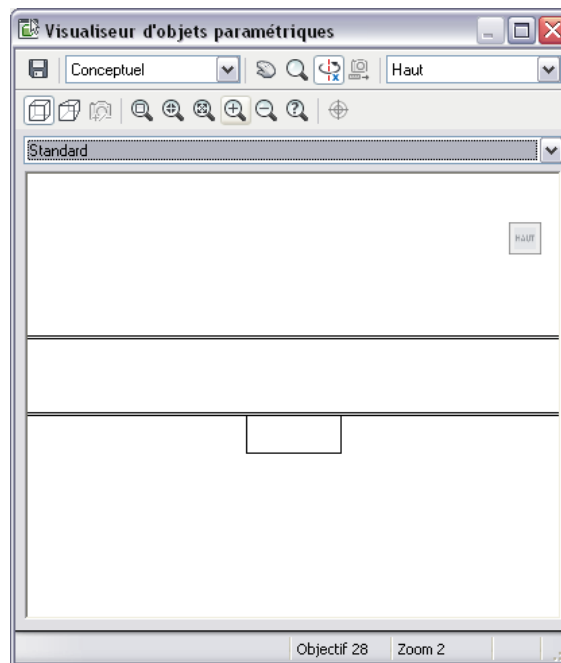 Visualiseur d'objets paramétriques
Conceptuel
Haut
Standard
HAUT
Objectif 28
Zoom 2